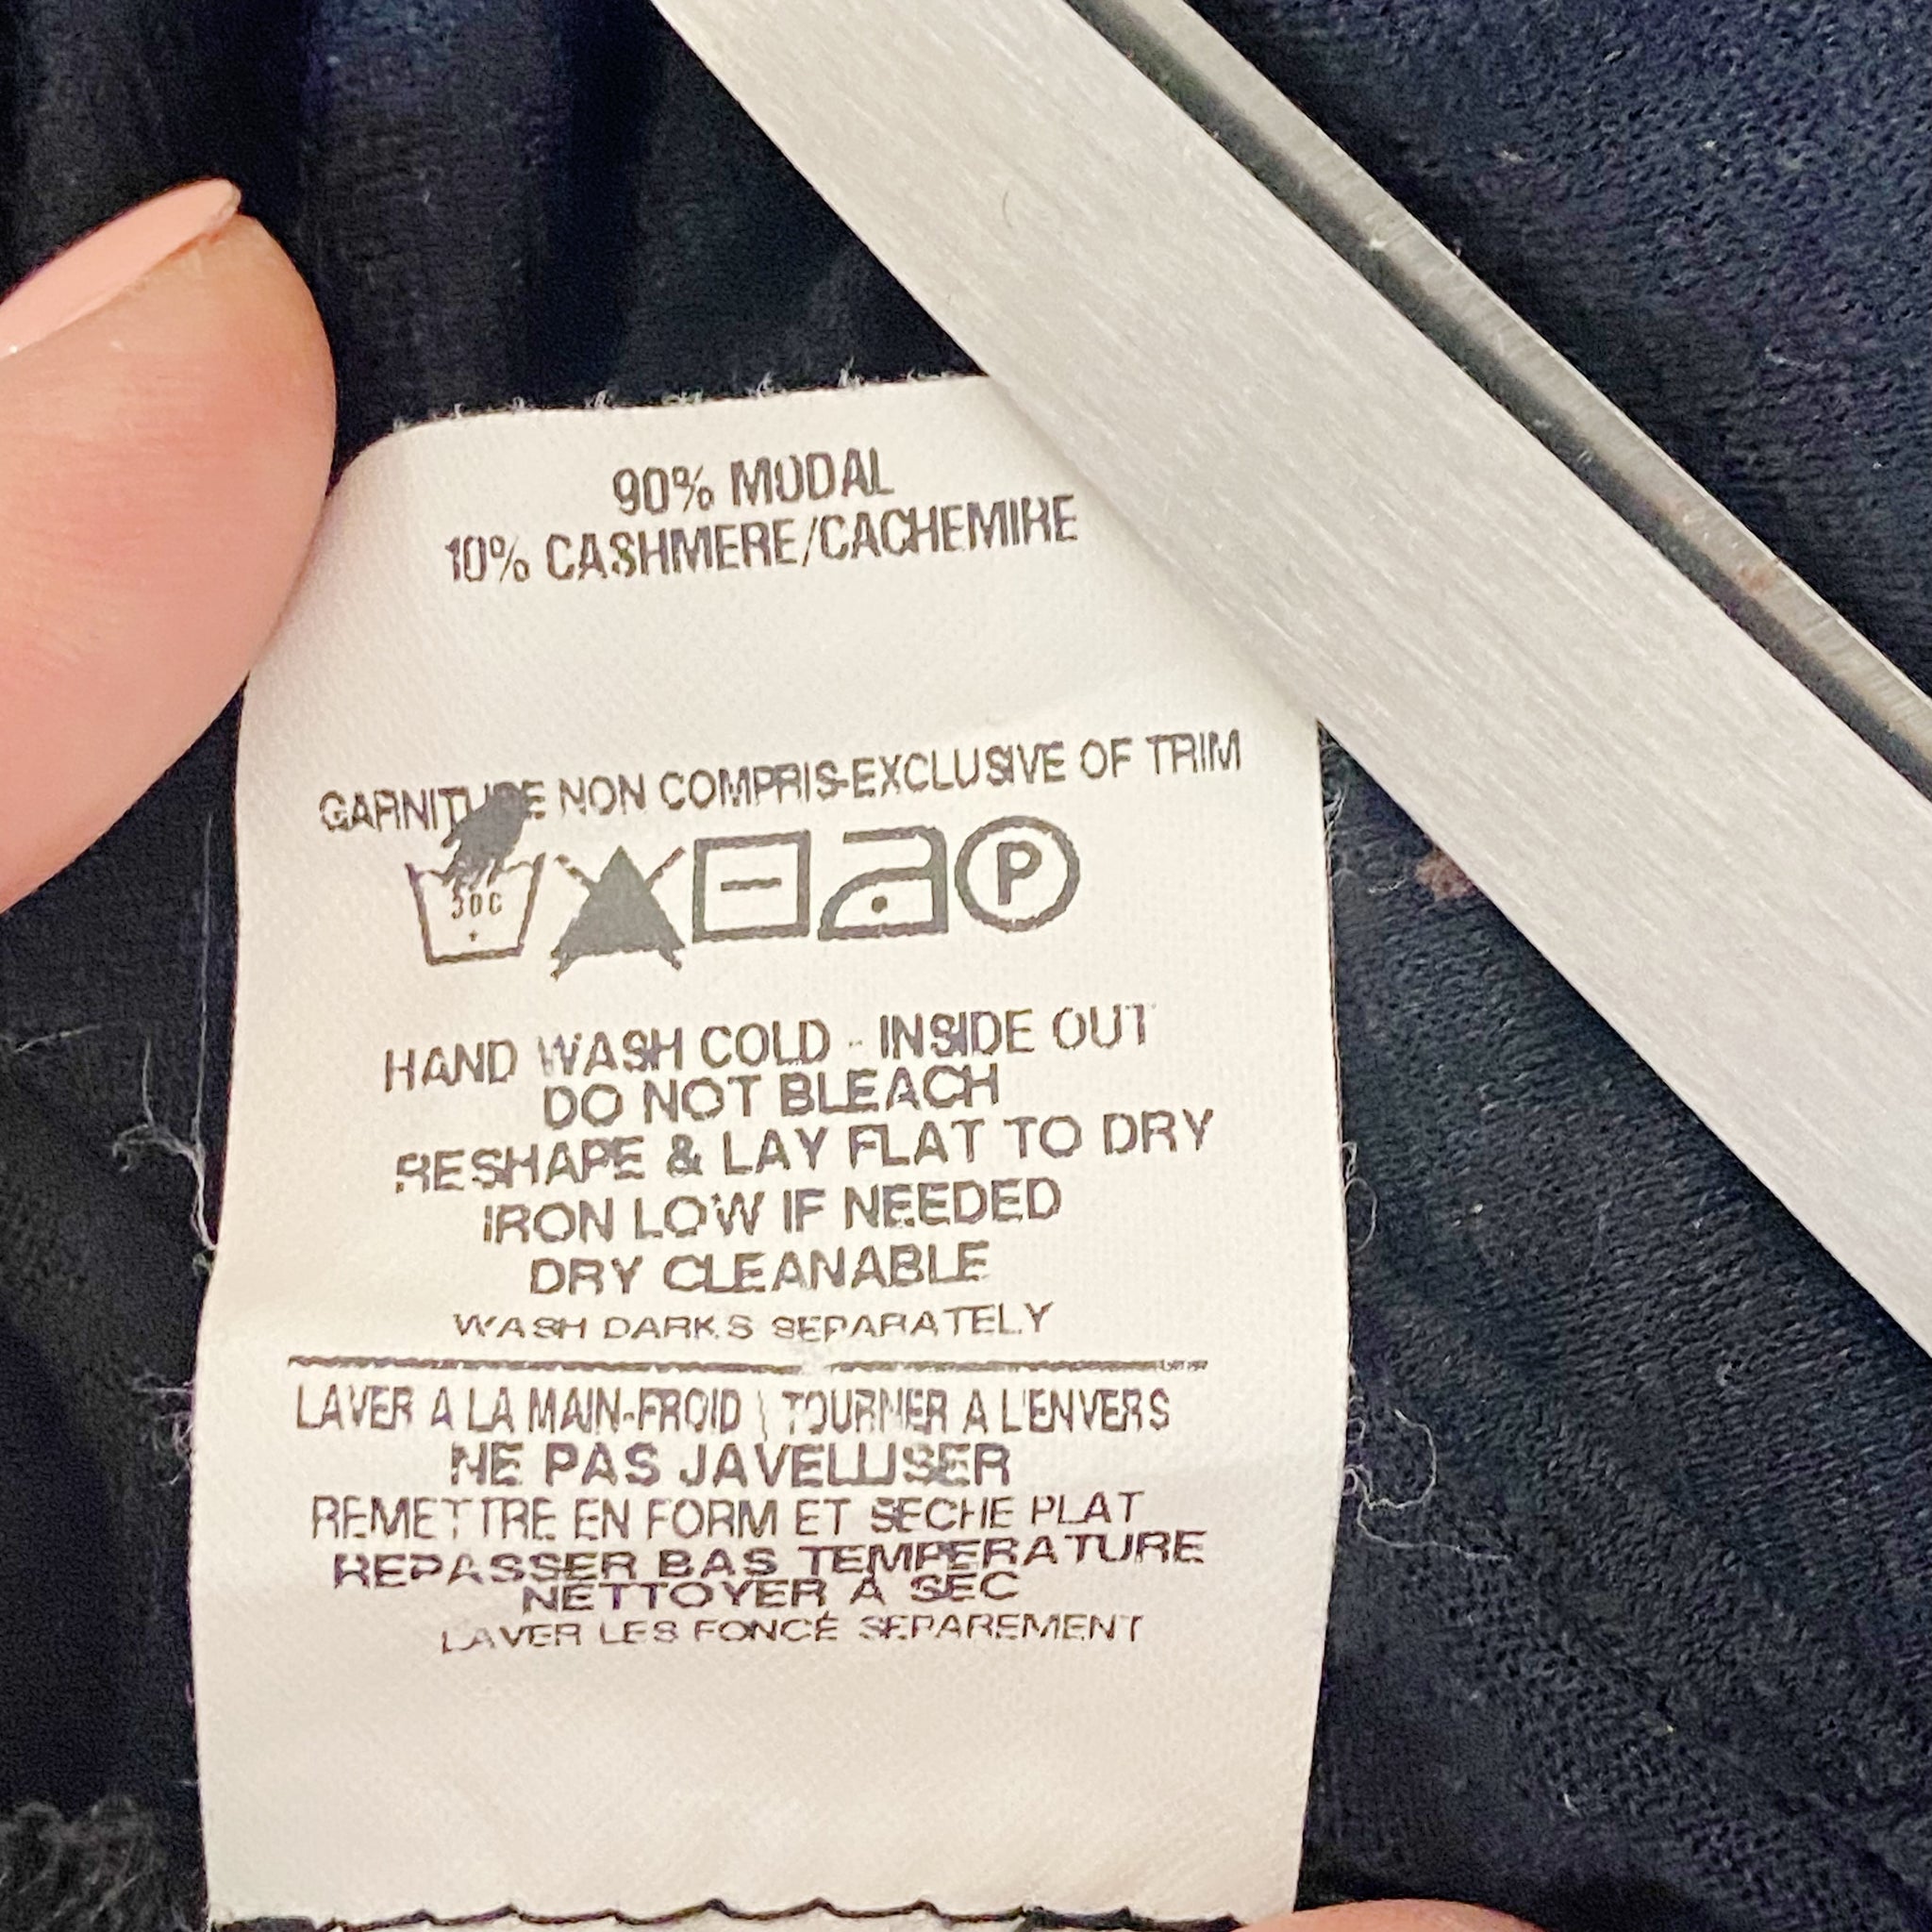 90% MODAL
10% CASHMERE/CACHEMIRE
GARNITURE NON COMPRIS-EXCLUSIVE OF TRIM
30C
P
HAND WASH COLD - INSIDE OUT
DO NOT BLEACH
RESHAPE & LAY FLAT TO DRY
IRON LOW IF NEEDED
DRY CLEANABLE
WASH DARKS SEPARATELY
LAVER A LA MAIN-FROID \ TOURNER A L'ENVERS
NE PAS JAVELLISER
REMETTRE EN FORM ET SECHE PLAT
REPASSER BAS TEMPERATURE
NETTOYER A SEC
LAVER LES FONCÉ SEPAREMENT